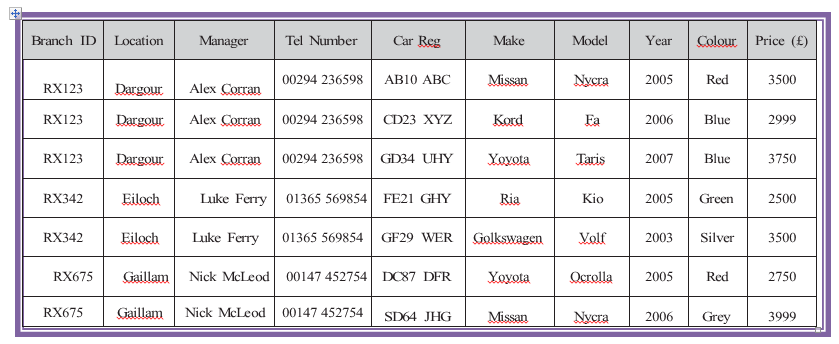 Branch ID Location Manager Tel Number Car Reg Make Model Year Colour Price (£)
RX123 Dargour Alex Corran 00294 236598 AB10 ABC Missan Nycra 2005 Red 3500
RX123 Dargour Alex Corran 00294 236598 CD23 XYZ Kord Fa 2006 Blue 2999
RX123 Dargour Alex Corran 00294 236598 GD34 UHY Yoyota Taris 2007 Blue 3750
RX342 Eiloch Luke Ferry 01365 569854 FE21 GHY Ria Kio 2005 Green 2500
RX342 Eiloch Luke Ferry 01365 569854 GF29 WER Golkswagen Volf 2003 Silver 3500
RX675 Gaillam Nick McLeod 00147 452754 DC87 DFR Yoyota Ocrolla 2005 Red 2750
RX675 Gaillam Nick McLeod 00147 452754 SD64 JHG Missan Nycra 2006 Grey 3999